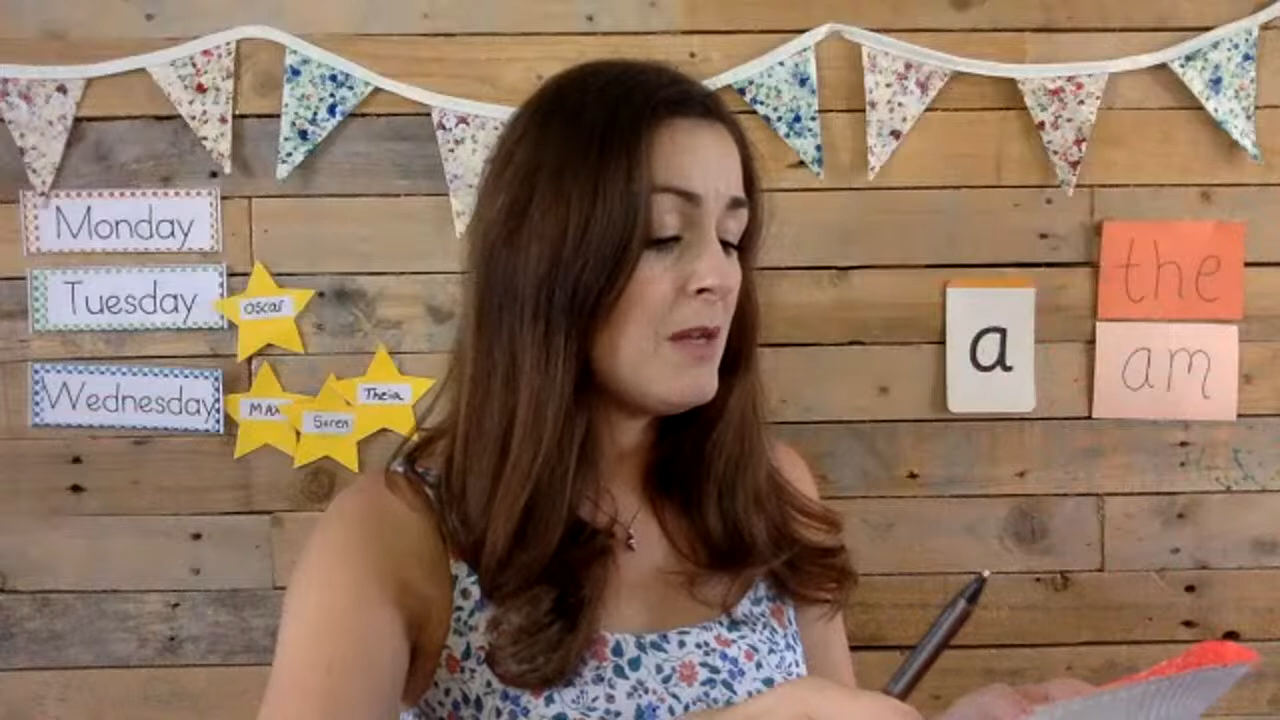 Monday
Tuesday
oscar
Wednesday
MAX
Soren
Theia
a
the
am